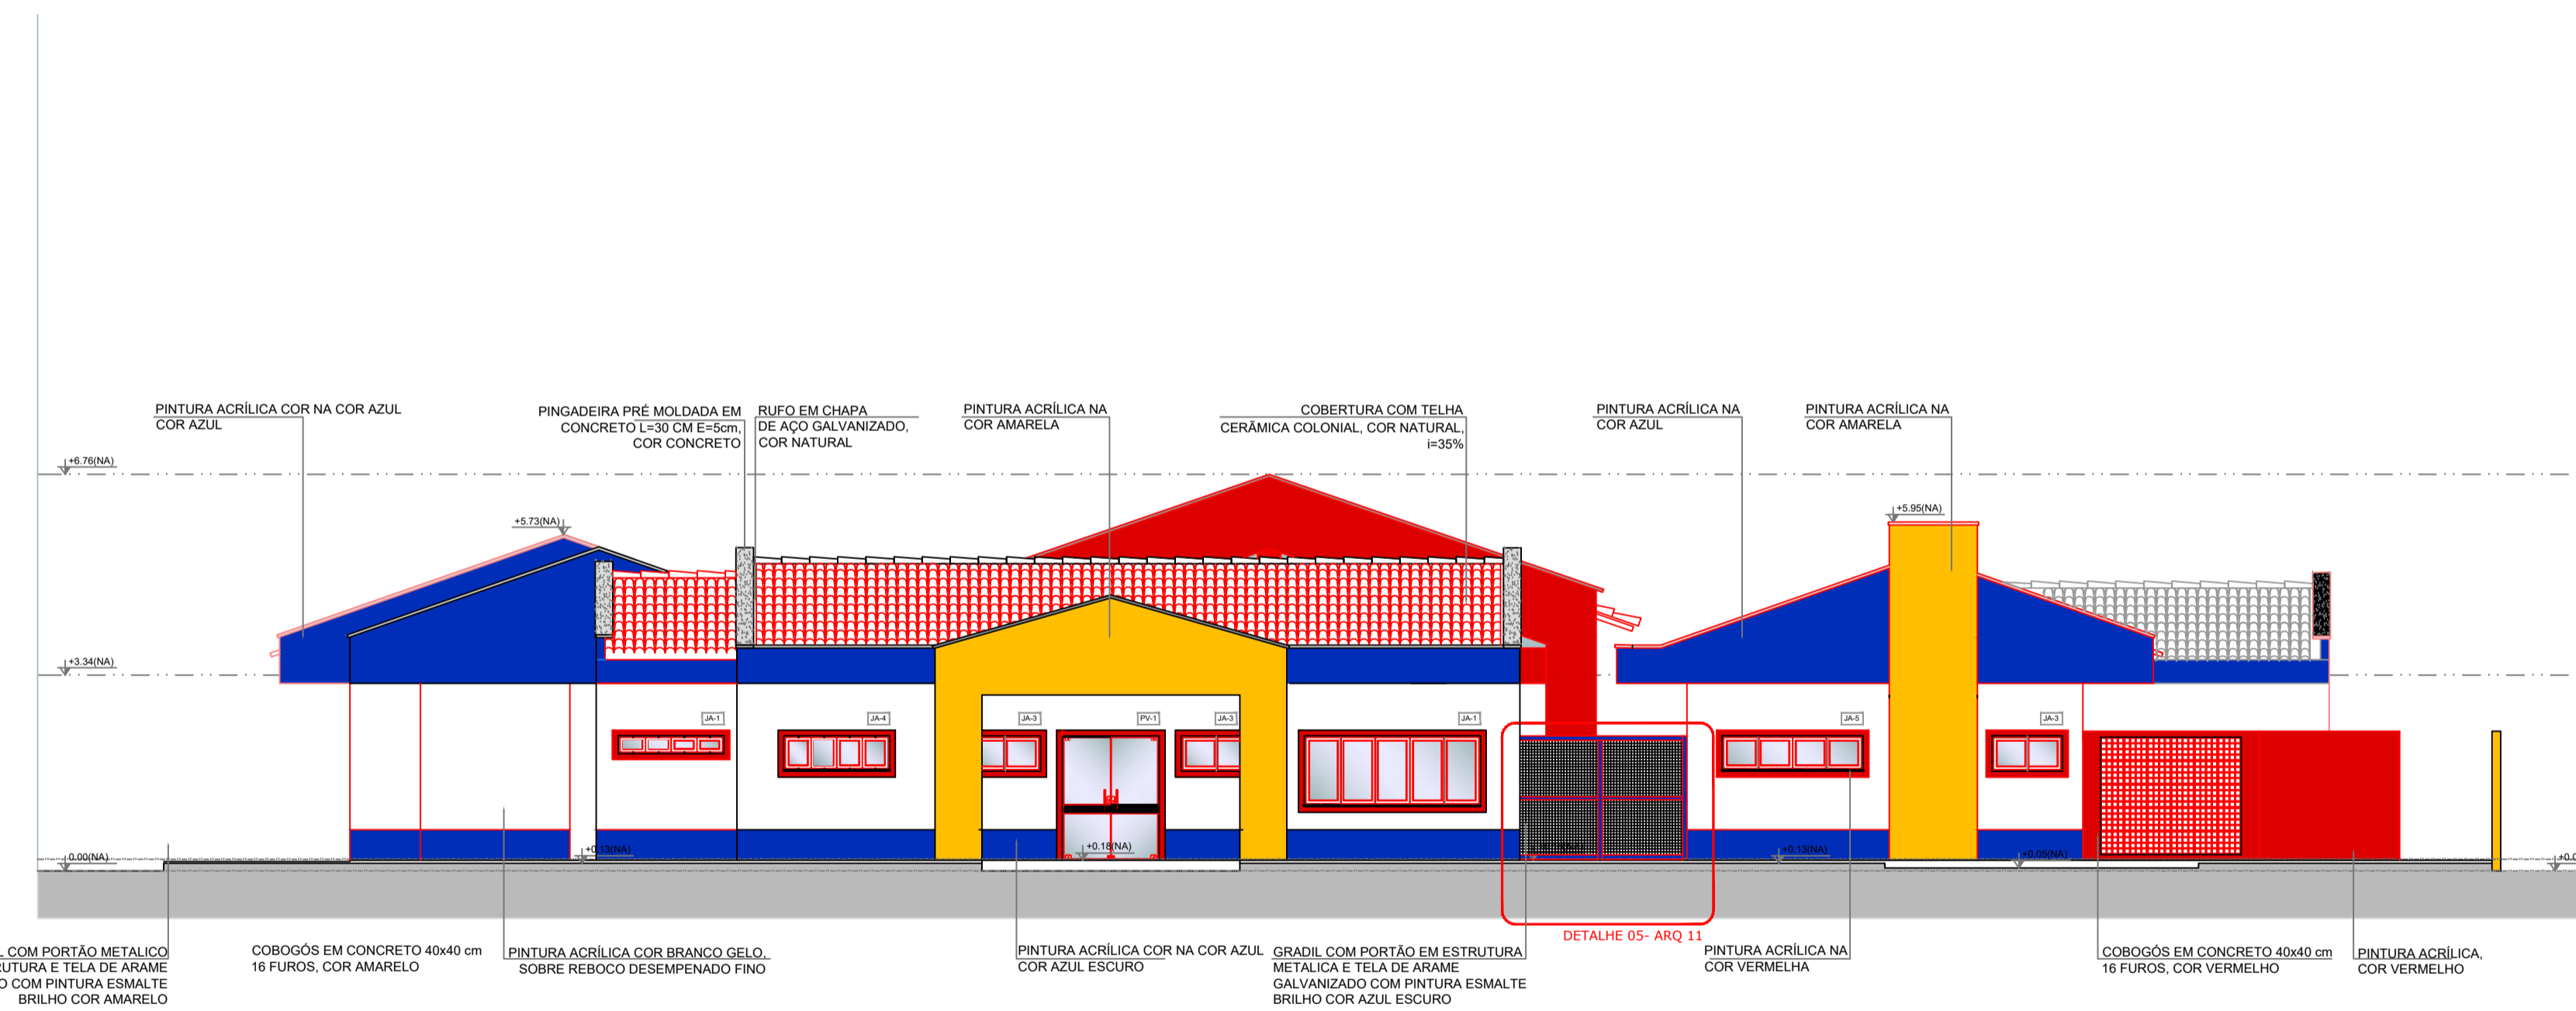 PINTURA ACRÍLICA COR NA COR AZUL
COR AZUL
PINGADEIRA PRÉ MOLDADA EM
CONCRETO L=30 CM E=5cm,
COR CONCRETO
RUFO EM CHAPA
DE AÇO GALVANIZADO,
COR NATURAL
PINTURA ACRÍLICA NA
COR AMARELA
COBERTURA COM TELHA
CERÂMICA COLONIAL, COR NATURAL,
i=35%
PINTURA ACRÍLICA NA
COR AZUL
PINTURA ACRÍLICA NA
COR AMARELA
+6.76(NA)
+5.73(NA)
+5.95(NA)
+3.34(NA)
JA-1
JA-4
JA-3
PV-1
JA-3
JA-1
JA-5
JA-3
0.00(NA)
+0.13(NA)
+0.18(NA)
+0.13(NA)
+0.05(NA)
+0.0
DETALHE 05- ARQ 11
L COM PORTÃO METALICO
RUTURA E TELA DE ARAME
O COM PINTURA ESMALTE
BRILHO COR AMARELO
COBOGÓS EM CONCRETO 40x40 cm
16 FUROS, COR AMARELO
PINTURA ACRÍLICA COR BRANCO GELO,
SOBRE REBOCO DESEMPENADO FINO
PINTURA ACRÍLICA COR NA COR AZUL
COR AZUL ESCURO
GRADIL COM PORTÃO EM ESTRUTURA
METALICA E TELA DE ARAME
GALVANIZADO COM PINTURA ESMALTE
BRILHO COR AZUL ESCURO
PINTURA ACRÍLICA NA
COR VERMELHA
COBOGÓS EM CONCRETO 40x40 cm
16 FUROS, COR VERMELHO
PINTURA ACRÍLICA,
COR VERMELHO